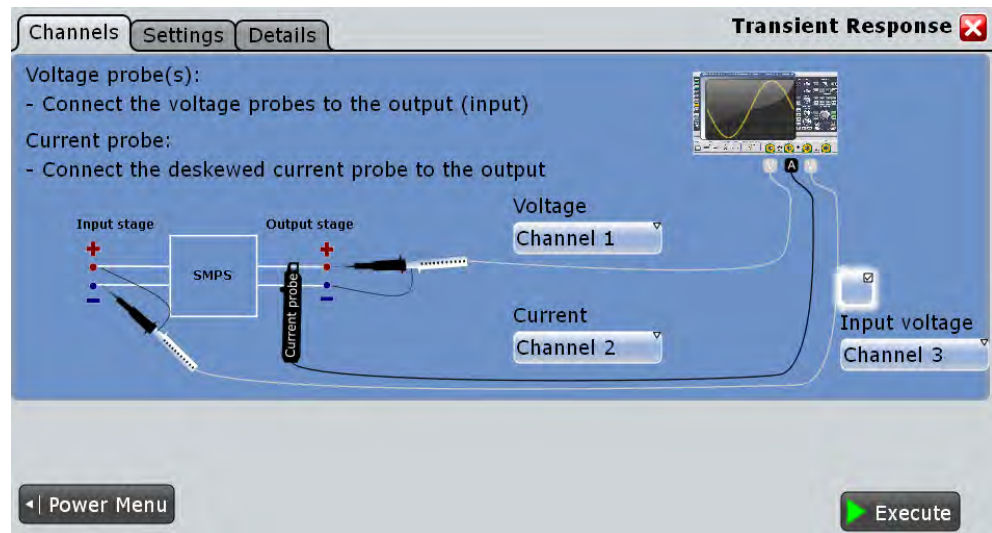 Channels
Settings
Details
Transient Response
Voltage probe(s):
- Connect the voltage probes to the output (input)
Current probe:
- Connect the deskewed current probe to the output
Input stage
Output stage
+
+
SMPS
-
-
Current probe
Voltage
Channel 1
Current
Channel 2
A
Input voltage
Channel 3
Power Menu
Execute